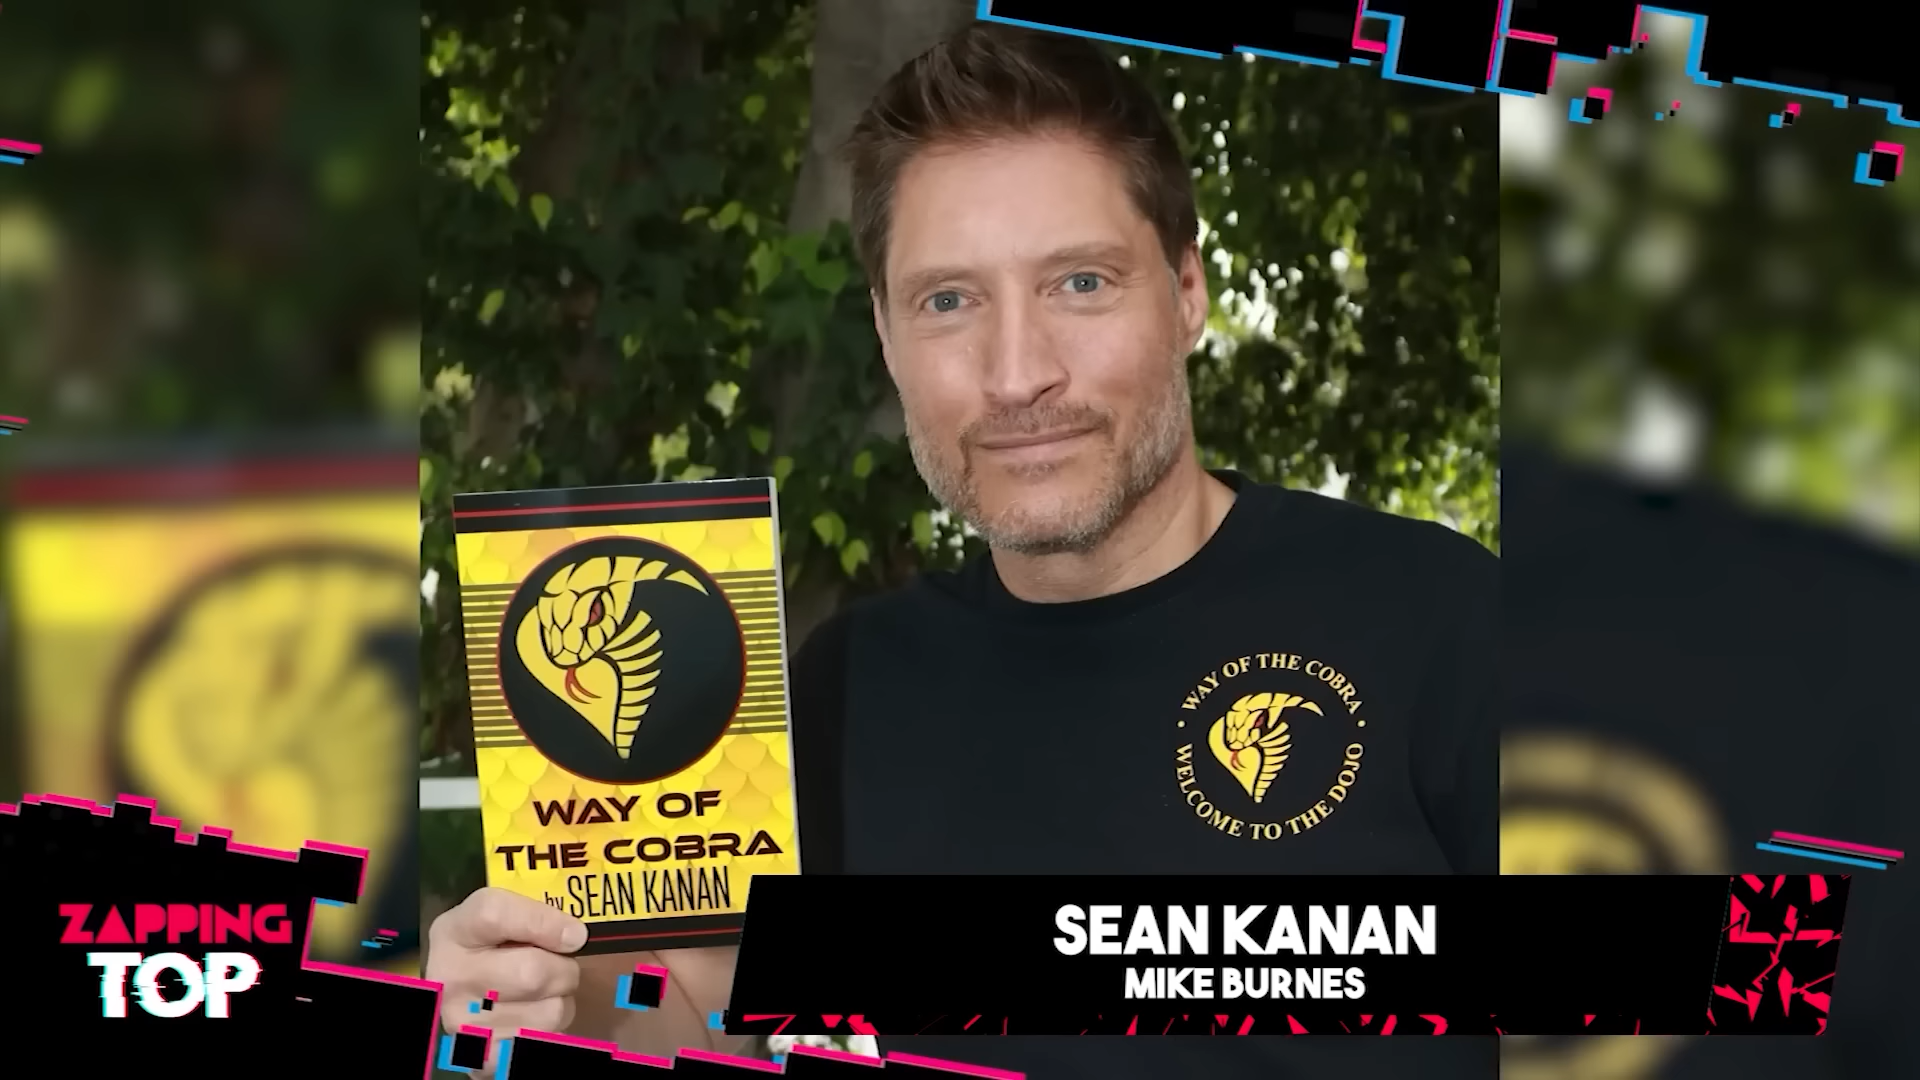 WAY OF THE COBRA
WELCOME TO THE DOJO
WAY OF
THE COBRA
by SEAN KANAN
SEAN KANAN
MIKE BURNES
ZAPPING
TOP